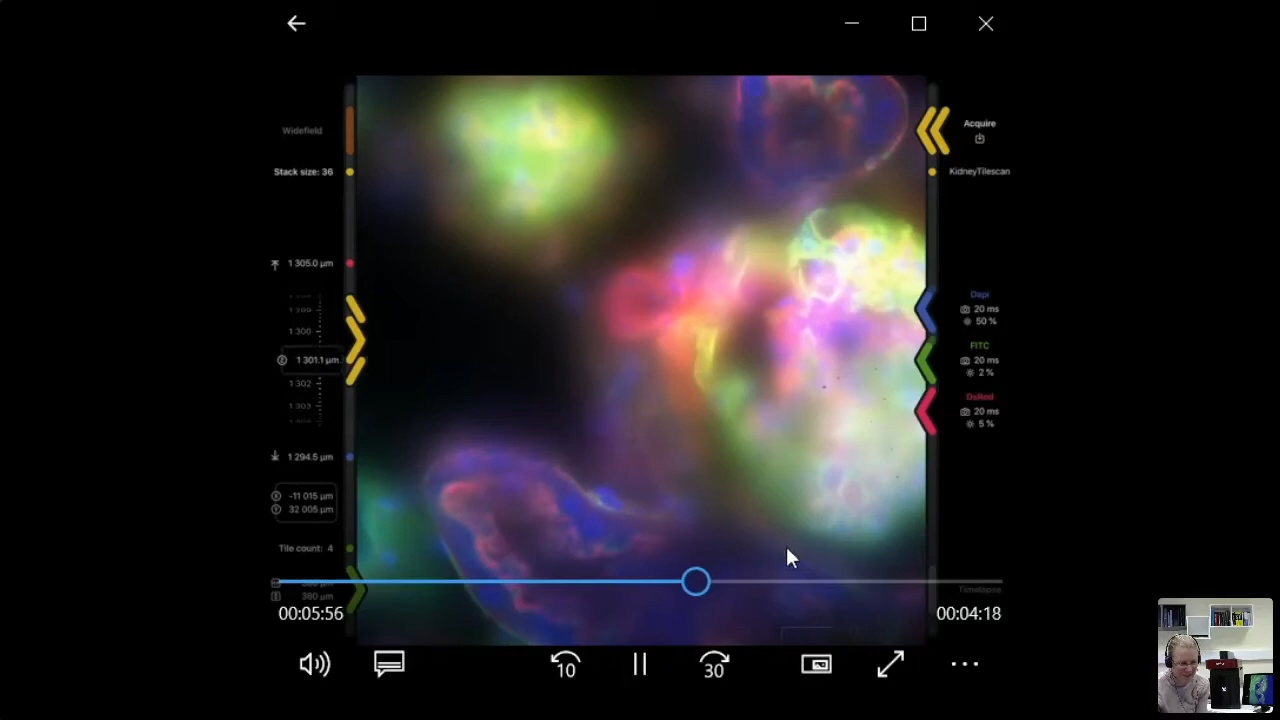 Widefield
Acquire
Stack size: 36
KidneyTilescan
1 305.0 µm
1 300
1 301.1 µm
1 302
1 303
Dapi
20 ms
50 %
FITC
20 ms
2 %
DsRed
20 ms
5 %
1 294.5 µm
X -11 015 µm
Y 32 005 µm
Tile count: 4
380 µm
Timelapse
00:05:56
00:04:18
10
30